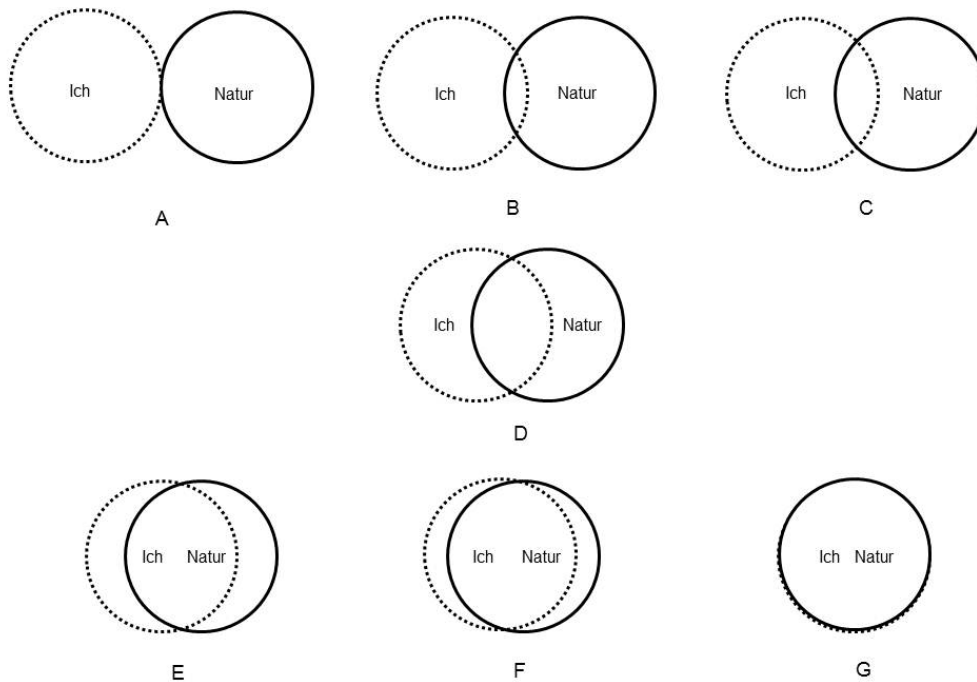 Ich Natur
Ich Natur
Ich Natur
A
B
C
Ich Natur
D
Ich Natur
Ich Natur
Ich Natur
E
F
G